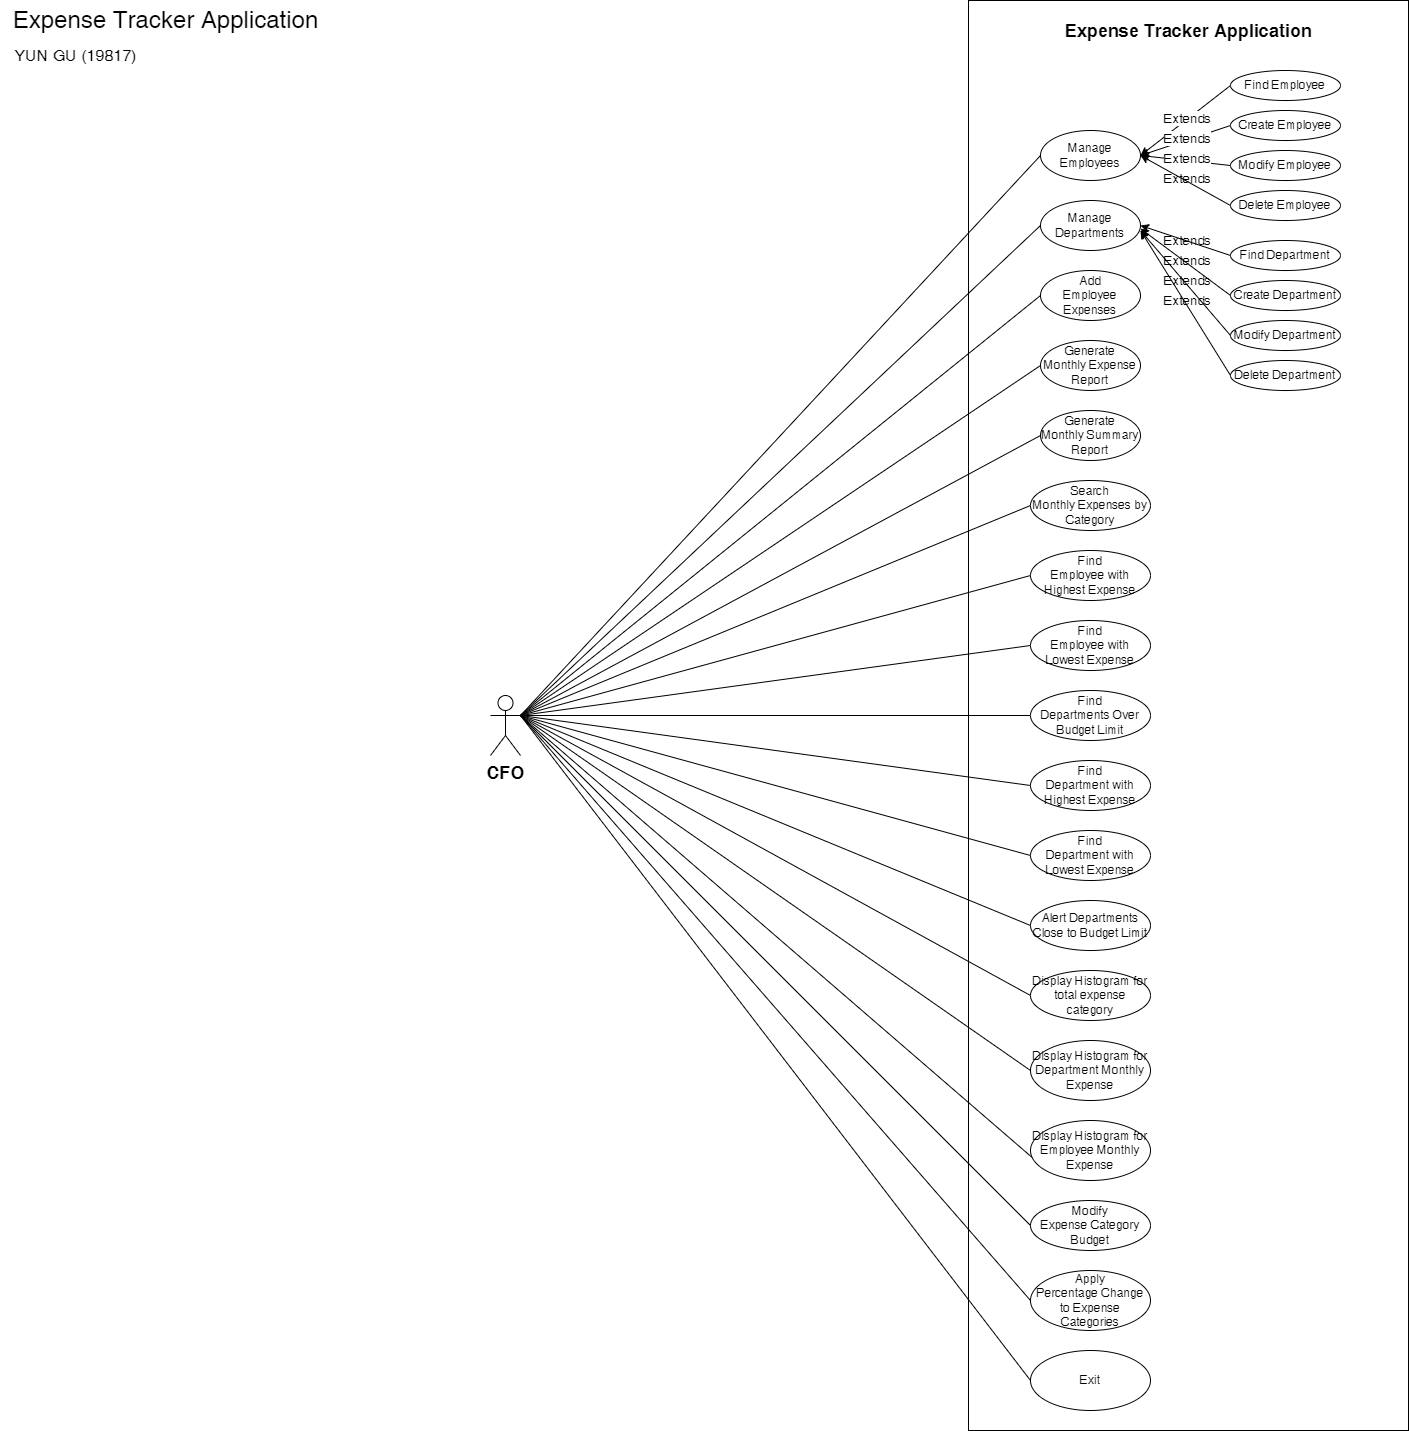 Expense Tracker Application
YUN GU (19817)
Expense Tracker Application
Find Employee
Extends
Create Employee
Extends
Manage
Employees
Extends
Modify Employee
Extends
Delete Employee
Manage
Departments
Extends
Find Department
Extends
Extends
Create Department
Extends
Modify Department
Delete Department
Add
Employee
Expenses
Generate
Monthly Expense
Report
Generate
Monthly Summary
Report
Search
Monthly Expenses by
Category
Find
Employee with
Highest Expense
Find
Employee with
Lowest Expense
Find
Departments Over
Budget Limit
CFO
Find
Department with
Highest Expense
Find
Department with
Lowest Expense
Alert Departments
Close to Budget Limit
Display Histogram for
total expense
category
Display Histogram for
Department Monthly
Expense
Display Histogram for
Employee Monthly
Expense
Modify
Expense Category
Budget
Apply
Percentage Change
to Expense
Categories
Exit